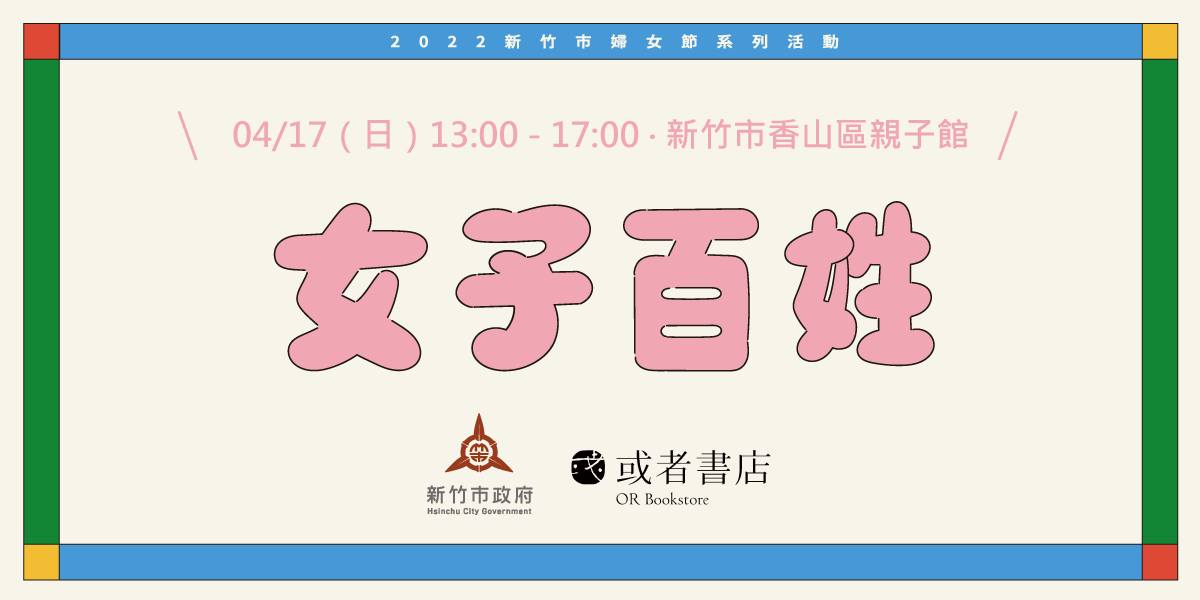 2022新竹市婦女節系列活動
04/17（日）13:00 - 17:00 · 新竹市香山區親子館
女子百姓
新竹市政府
Hsinchu City Government
或者書店
OR Bookstore